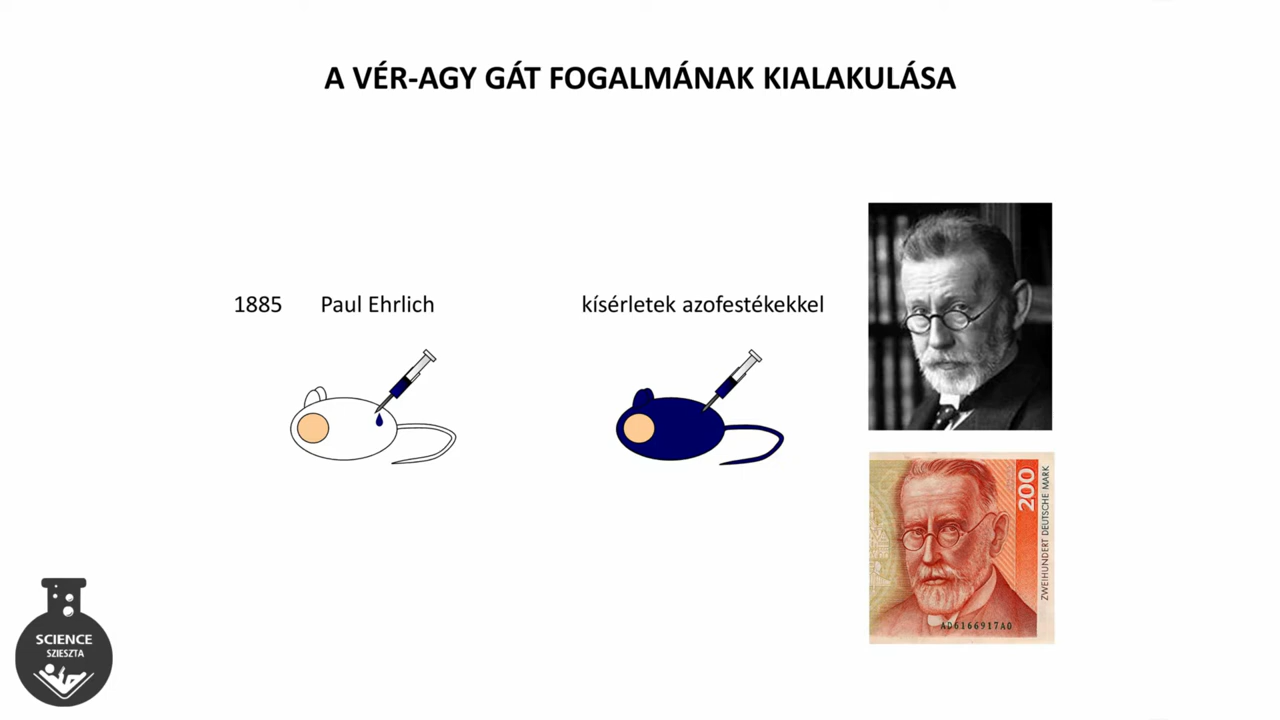 A VÉR-AGY GÁT FOGALMÁNAK KIALAKULÁSA
1885 Paul Ehrlich kísérletek azofestékekkel
200
ZWEIHUNDERT DEUTSCHE MARK
AD6166917A0
SCIENCE
SZIESZTA